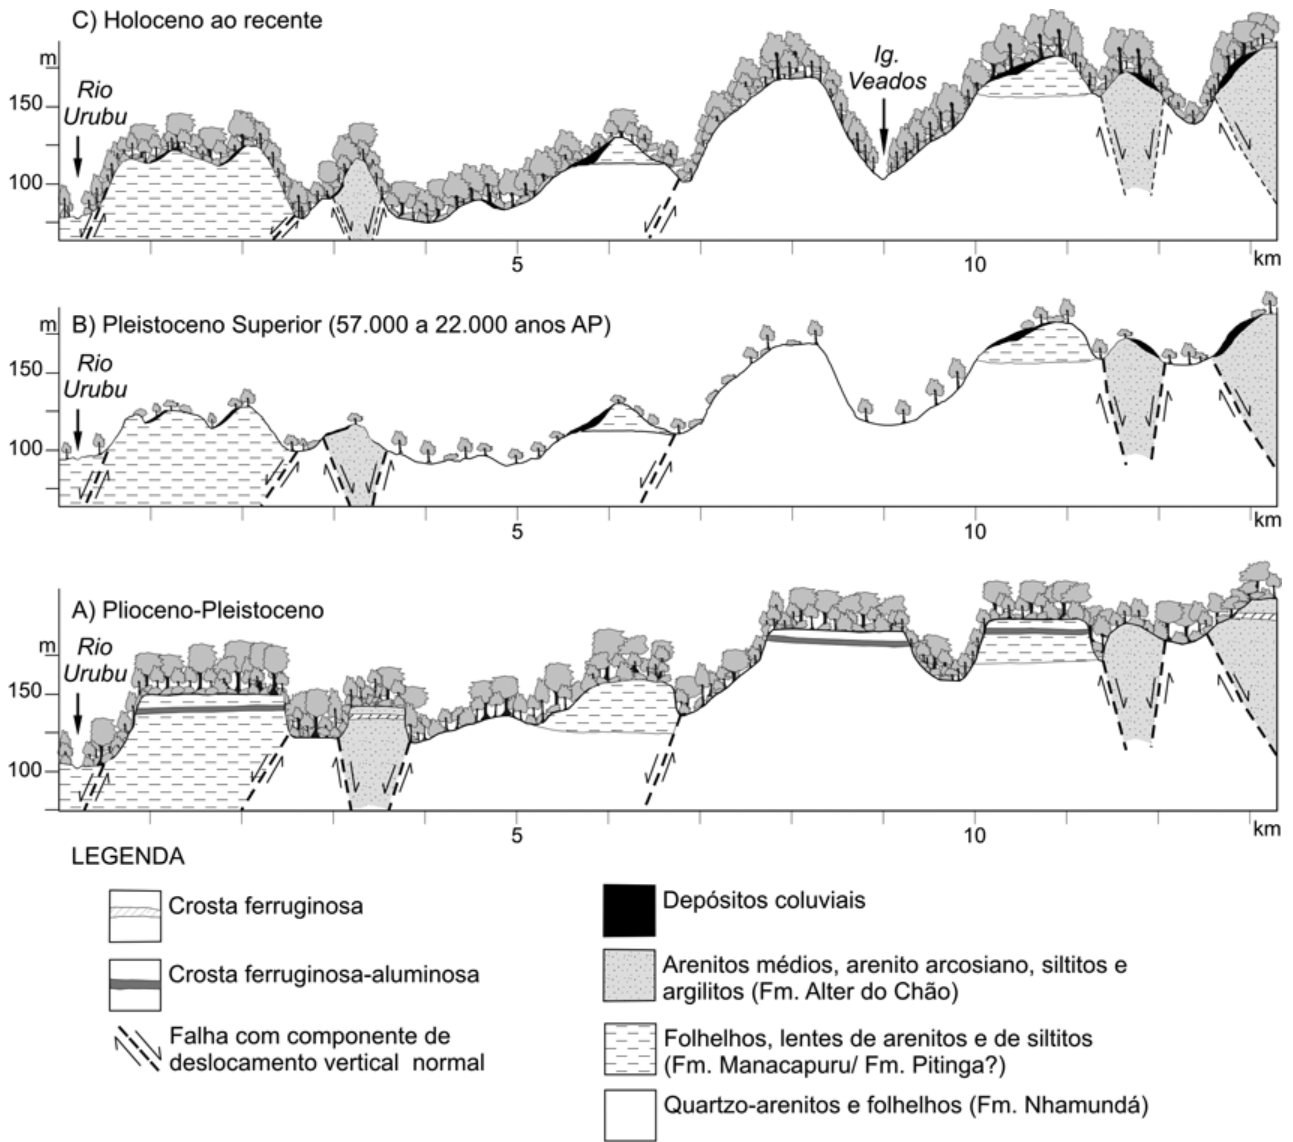 C) Holoceno ao recente
m
Rio
Urubu
Ig.
Veados
150
100
5
10
km
B) Pleistoceno Superior (57.000 a 22.000 anos AP)
m
Rio
Urubu
150
100
5
10
km
A) Plioceno-Pleistoceno
m
Rio
Urubu
150
100
5
10
km
LEGENDA
Crosta ferruginosa
Crosta ferruginosa-aluminosa
Falha com componente de
deslocamento vertical normal
Depósitos coluviais
Arenitos médios, arenito arcosiano, siltitos e
argilitos (Fm. Alter do Chão)
Folhelhos, lentes de arenitos e de siltitos
(Fm. Manacapuru/ Fm. Pitinga?)
Quartzo-arenitos e folhelhos (Fm. Nhamundá)